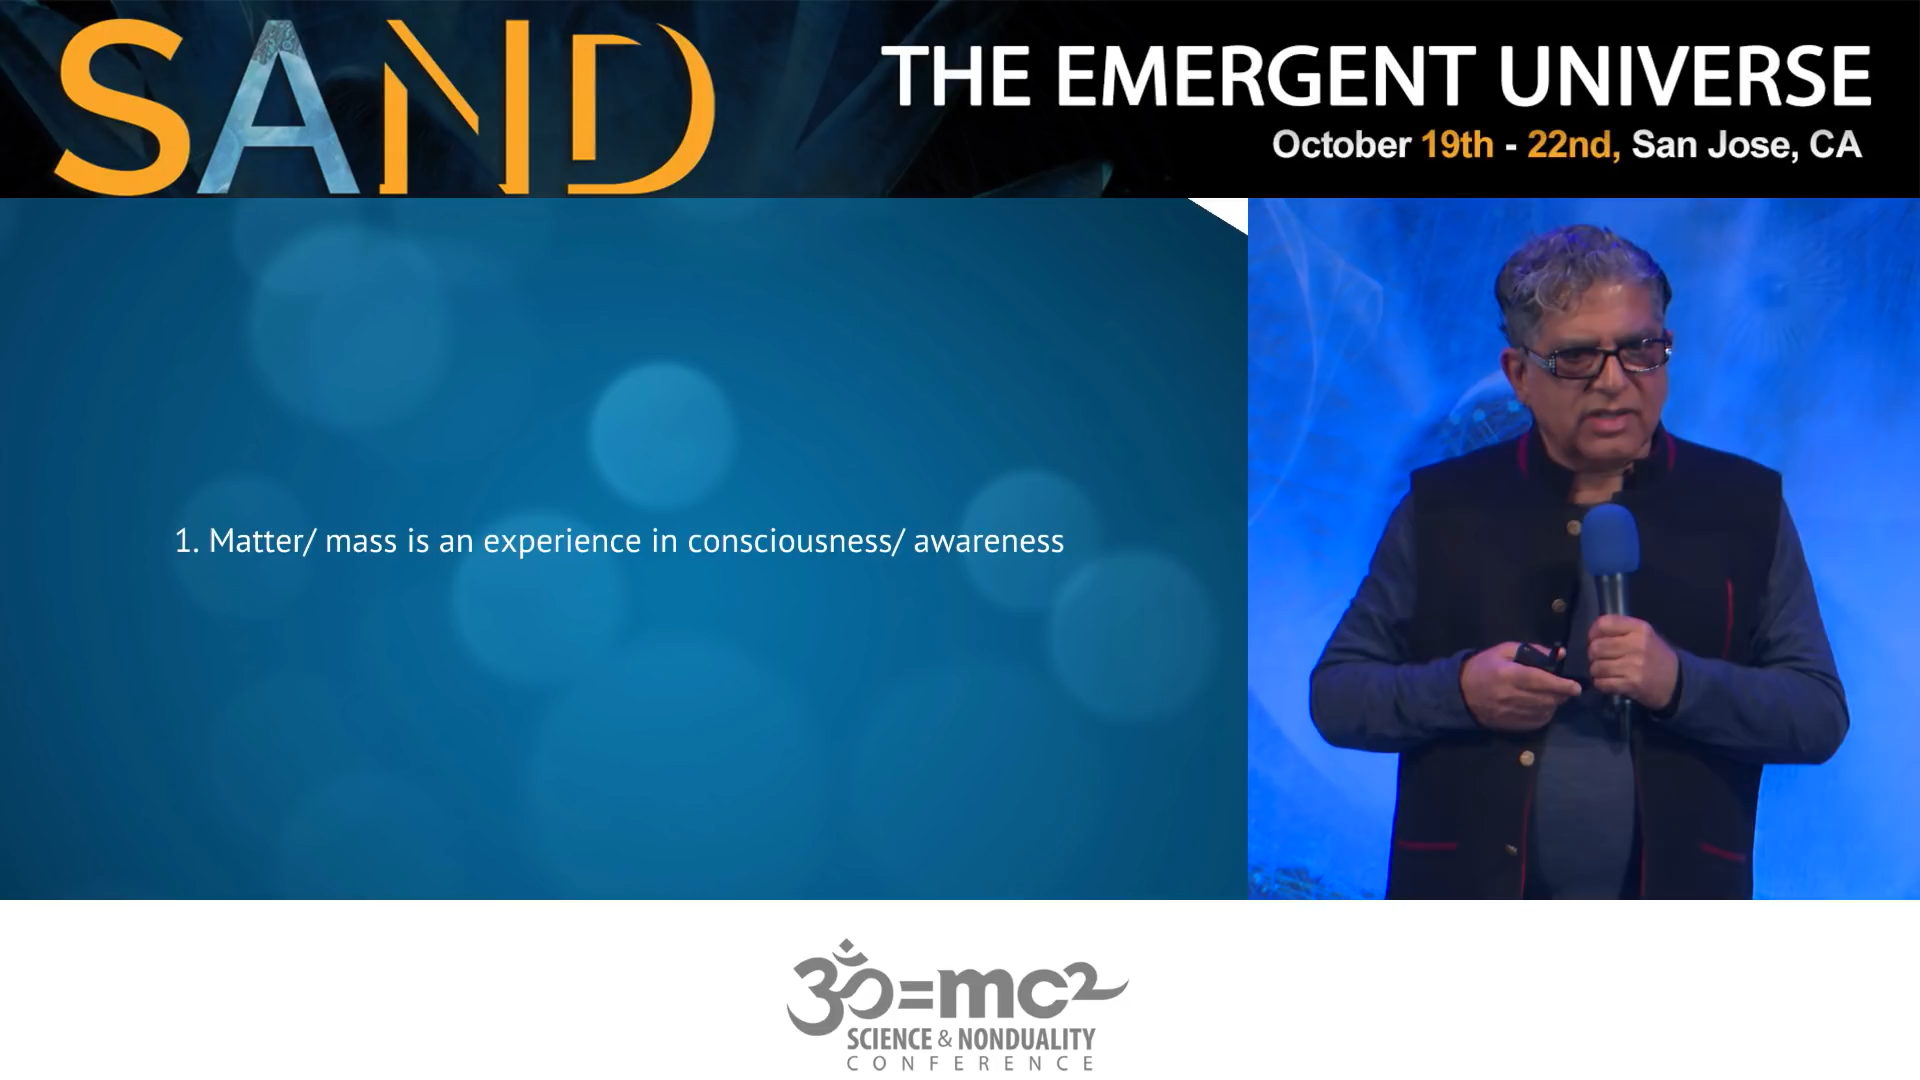 SAND
THE EMERGENT UNIVERSE
October 19th - 22nd, San Jose, CA
1. Matter/ mass is an experience in consciousness/ awareness
ॐ=mc²
SCIENCE & NONDUALITY
CONFERENCE